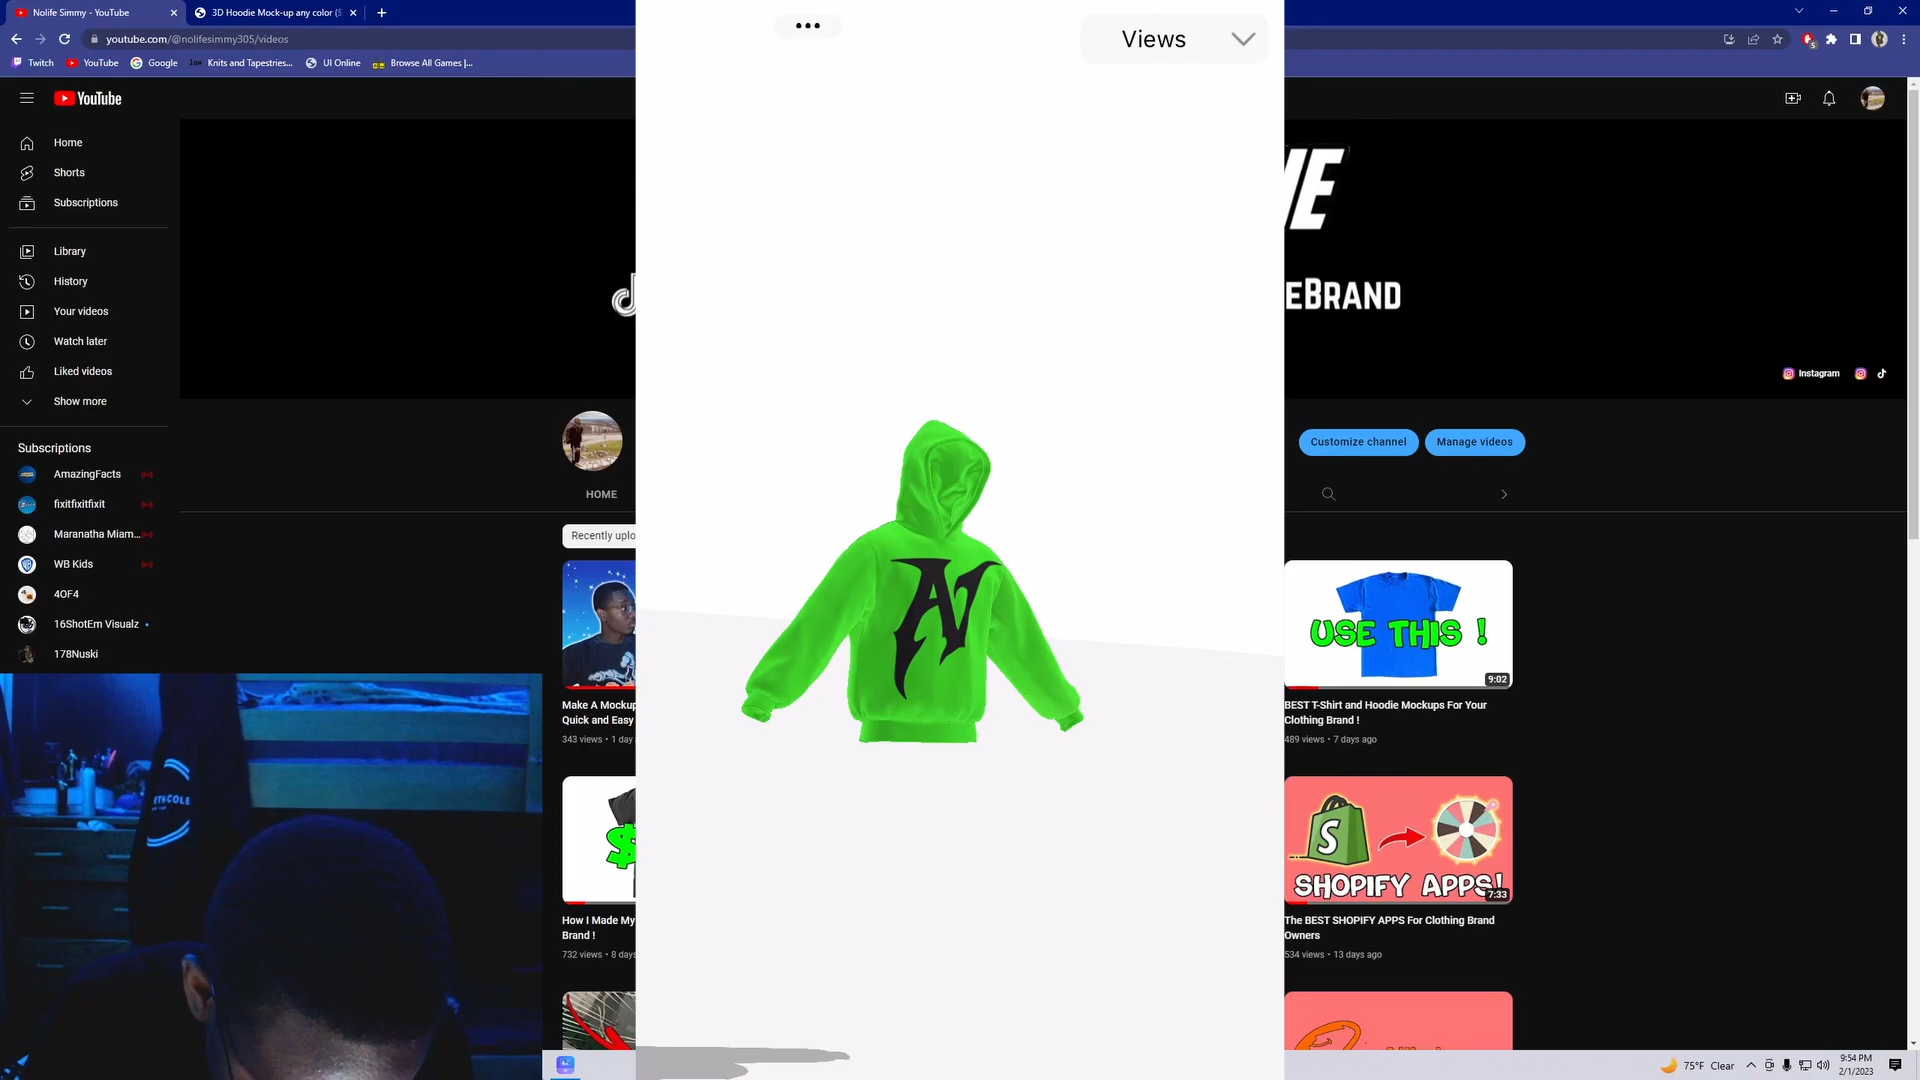 Nolife Simmy - YouTube
3D Hoodie Mock-up any color (S
youtube.com/@nolifesimmy305/videos
Twitch
YouTube
Google
Knits and Tapestries...
UI Online
Browse All Games |...
YouTube
Home
Shorts
Subscriptions
Library
History
Your videos
Watch later
Liked videos
Show more
Subscriptions
AmazingFacts
fixitfixitfixit
Maranatha Miam...
WB Kids
4OF4
16ShotEm Visualz
178Nuski
ETH COLE
Views
AV
eBRAND
Instagram
Customize channel
Manage videos
HOME
Recently uplo
Make A Mockup
Quick and Easy
343 views • 1 day
$
How I Made My
Brand !
732 views • 8 days
USE THIS !
9:02
BEST T-Shirt and Hoodie Mockups For Your
Clothing Brand !
489 views • 7 days ago
S
SHOPIFY APPS!
7:33
The BEST SHOPIFY APPS For Clothing Brand
Owners
534 views • 13 days ago
75°F Clear
9:54 PM
2/1/2023